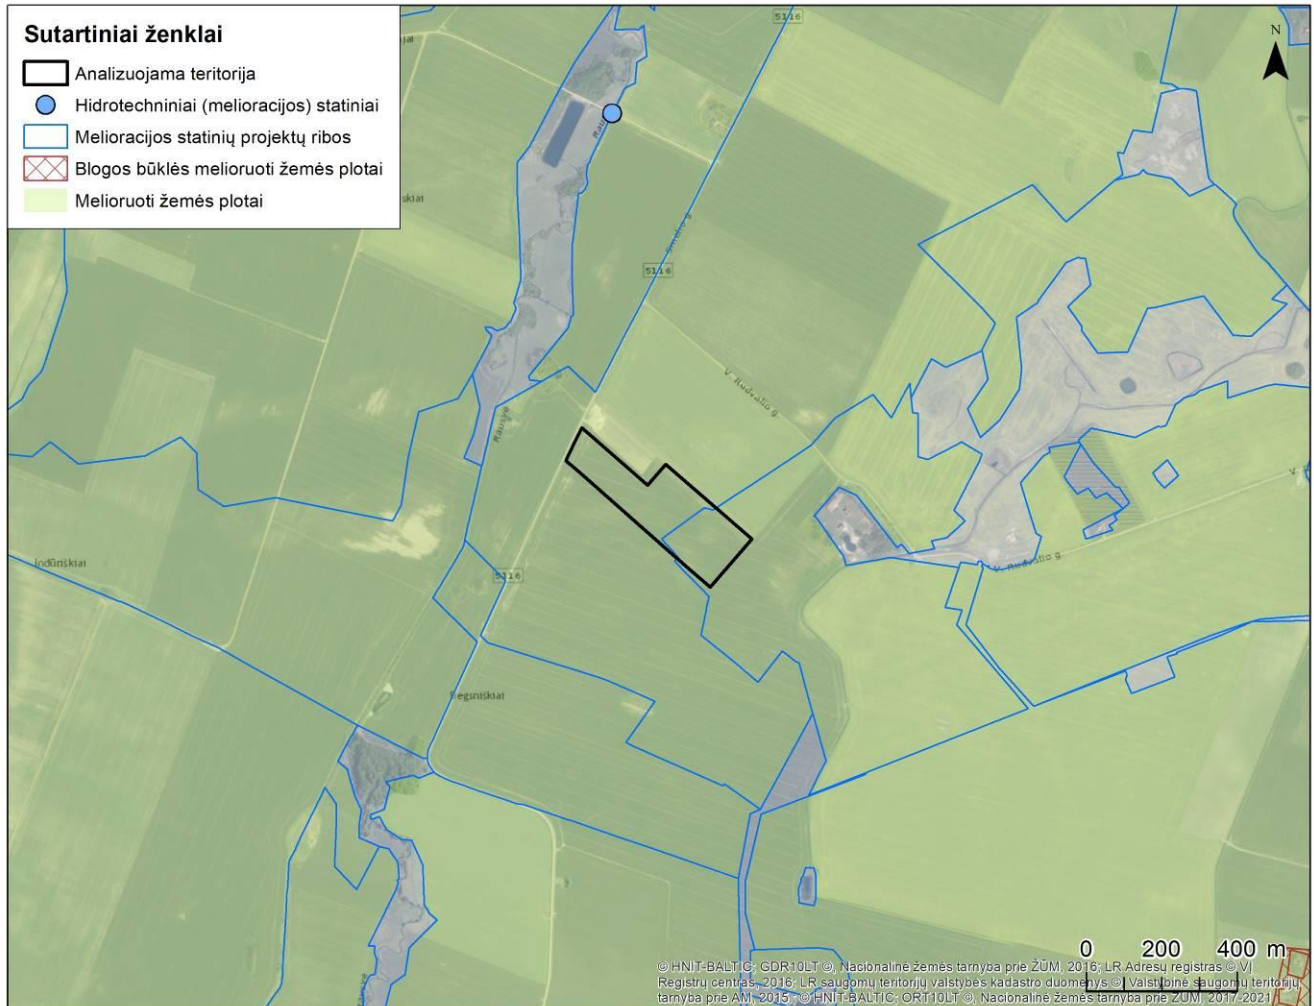 Sutartiniai ženklai
Analizuojama teritorija
Hidrotechniniai (melioracijos) statiniai
Melioracijos statinių projektų ribos
Blogos būklės melioruoti žemės plotai
Melioruoti žemės plotai
5116
N
5116
Smulio g.
V. Rudvalio g.
Rausvė
Indūriškiai
5116
V. Rudvalio g.
0 200 400 m
© HNIT-BALTIC; GDR10LT ©, Nacionalinė žemės tarnyba prie ŽŪM, 2016; LR Adresų registras © VĮ
Registrų centras, 2016; LR saugomų teritorijų valstybės kadastro duomenys © Valstybinė saugomų teritorijų
tarnyba prie AM, 2015; © HNIT-BALTIC; ORT10LT ©, Nacionalinė žemės tarnyba prie ŽŪM, 2017/2021